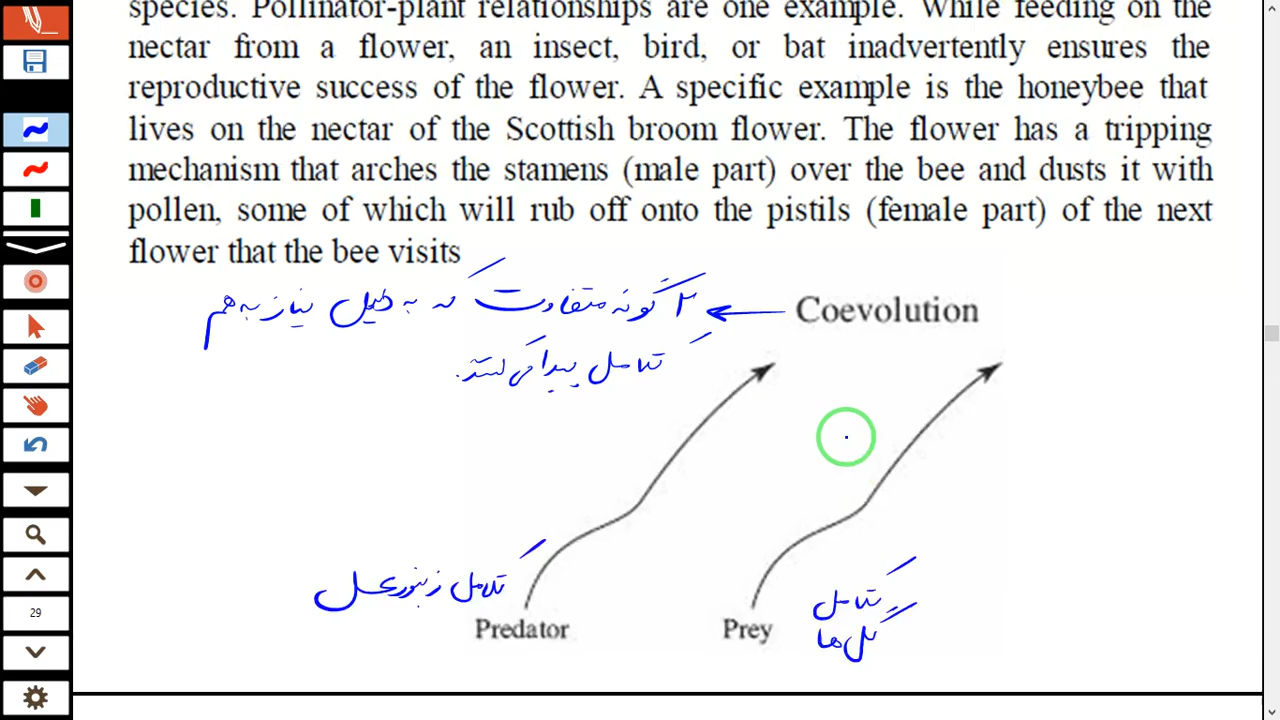 species. Pollinator-plant relationships are one example. While feeding on the
nectar from a flower, an insect, bird, or bat inadvertently ensures the
reproductive success of the flower. A specific example is the honeybee that
lives on the nectar of the Scottish broom flower. The flower has a tripping
mechanism that arches the stamens (male part) over the bee and dusts it with
pollen, some of which will rub off onto the pistils (female part) of the next
flower that the bee visits
Coevolution
۲ گونه متفاوت که به دلیل نیاز به هم
تکامل پیدا می کنند.
تکامل زنبور عسل
تکامل
گل ها
Predator
Prey
29